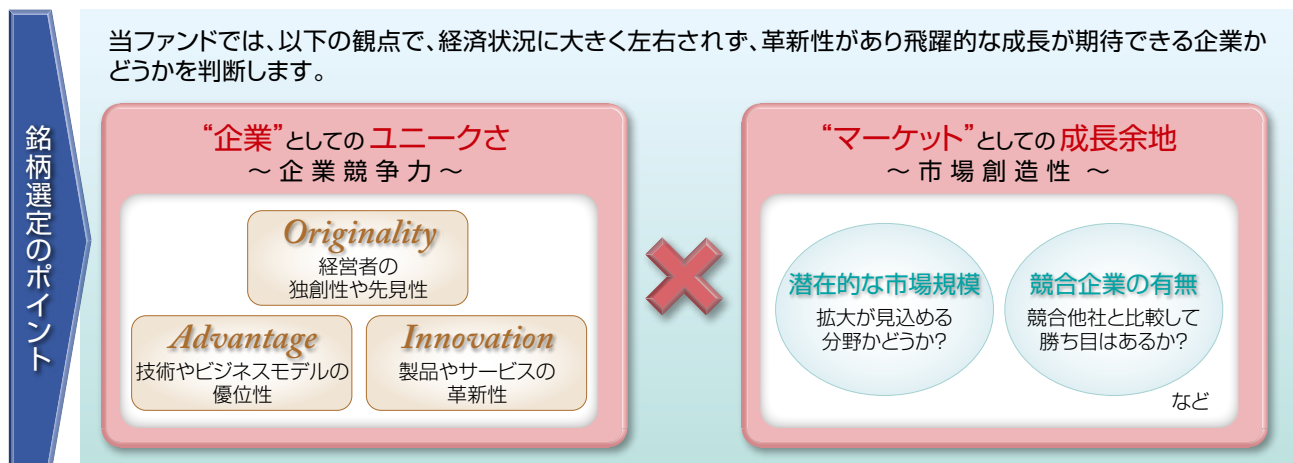 銘柄選定のポイント
当ファンドでは、以下の観点で、経済状況に大きく左右されず、革新性があり飛躍的な成長が期待できる企業か
どうかを判断します。
“企業”としてのユニークさ
～企業競争力～
Originality
経営者の
独創性や先見性
Advantage
技術やビジネスモデルの
優位性
Innovation
製品やサービスの
革新性
“マーケット”としての成長余地
～市場創造性～
潜在的な市場規模
拡大が見込める
分野かどうか?
競合企業の有無
競合他社と比較して
勝ち目はあるか?
など